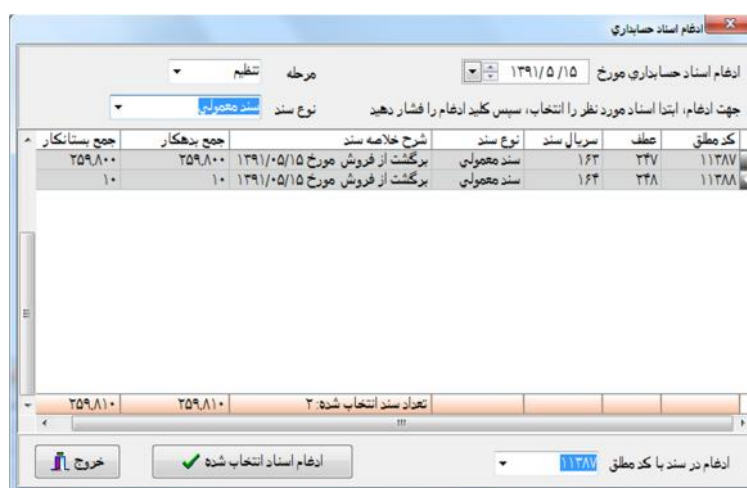 ادغام اسناد حسابداري
ادغام اسناد حسابداري مورخ ۱۳۹۱/۵/۱۵ مرحله تنظیم
جهت ادغام، ابتدا اسناد مورد نظر را انتخاب، سپس کلید ادغام را فشار دهید نوع سند سند معمولی
کد مطلق عطف سریال سند نوع سند شرح خلاصه سند جمع بدهکار جمع بستانکار
۱۱۳۸۷ ۲۴۷ ۱۶۳ سند معمولی برگشت از فروش مورخ ۱۳۹۱/۰۵/۱۵ ۲۵۹,۸۰۰ ۲۵۹,۸۰۰
۱۱۳۸۸ ۲۴۸ ۱۶۴ سند معمولی برگشت از فروش مورخ ۱۳۹۱/۰۵/۱۵ ۱۰ ۱۰
تعداد سند انتخاب شده: ۲ ۲۵۹,۸۱۰ ۲۵۹,۸۱۰
ادغام در سند با کد مطلق ۱۱۳۸۷ ادغام اسناد انتخاب شده خروج